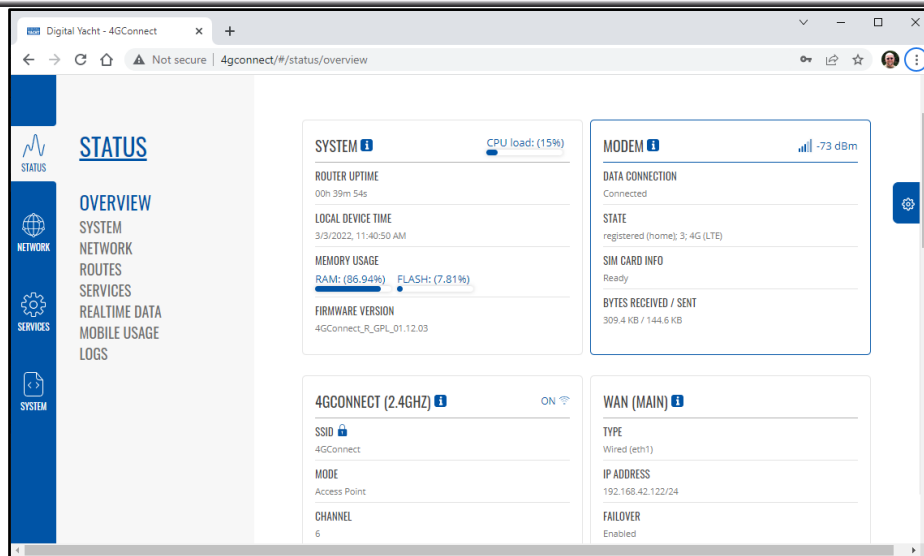 Digital Yacht - 4GConnect
Not secure | 4gconnect/#/status/overview
STATUS
NETWORK
SERVICES
SYSTEM
STATUS
OVERVIEW
SYSTEM
NETWORK
ROUTES
SERVICES
REALTIME DATA
MOBILE USAGE
LOGS
SYSTEM
CPU load: (15%)
ROUTER UPTIME
00h 39m 54s
LOCAL DEVICE TIME
3/3/2022, 11:40:50 AM
MEMORY USAGE
RAM: (86.94%) FLASH: (7.81%)
FIRMWARE VERSION
4GConnect_R_GPL_01.12.03
MODEM
-73 dBm
DATA CONNECTION
Connected
STATE
registered (home); 3; 4G (LTE)
SIM CARD INFO
Ready
BYTES RECEIVED / SENT
309.4 KB / 144.6 KB
4GCONNECT (2.4GHZ)
ON
SSID
4GConnect
MODE
Access Point
CHANNEL
6
WAN (MAIN)
TYPE
Wired (eth1)
IP ADDRESS
192.168.42.122/24
FAILOVER
Enabled